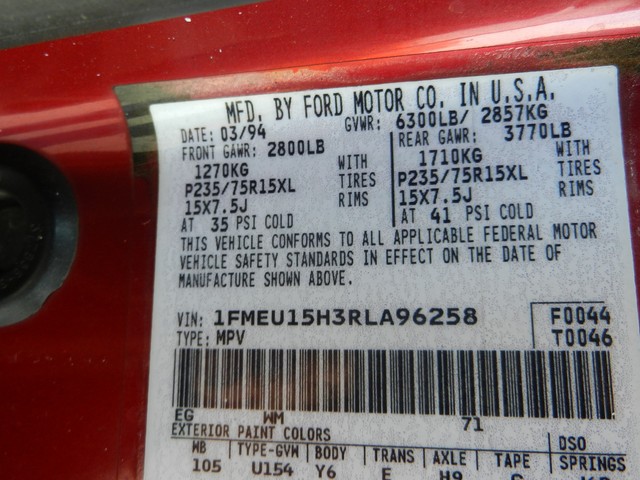 MFD. BY FORD MOTOR CO. IN U.S.A.
DATE: 03/94 GVWR: 6300LB/ 2857KG
FRONT GAWR: 2800LB REAR GAWR: 3770LB
1270KG WITH 1710KG WITH
P235/75R15XL TIRES P235/75R15XL TIRES
15X7.5J RIMS 15X7.5J RIMS
AT 35 PSI COLD AT 41 PSI COLD
THIS VEHICLE CONFORMS TO ALL APPLICABLE FEDERAL MOTOR
VEHICLE SAFETY STANDARDS IN EFFECT ON THE DATE OF
MANUFACTURE SHOWN ABOVE.
VIN: 1FMEU15H3RLA96258 F0044
TYPE: MPV T0046
EG WM 71
EXTERIOR PAINT COLORS DSO
WB TYPE-GVW BODY TRANS AXLE TAPE SPRINGS
105 U154 Y6 E H9